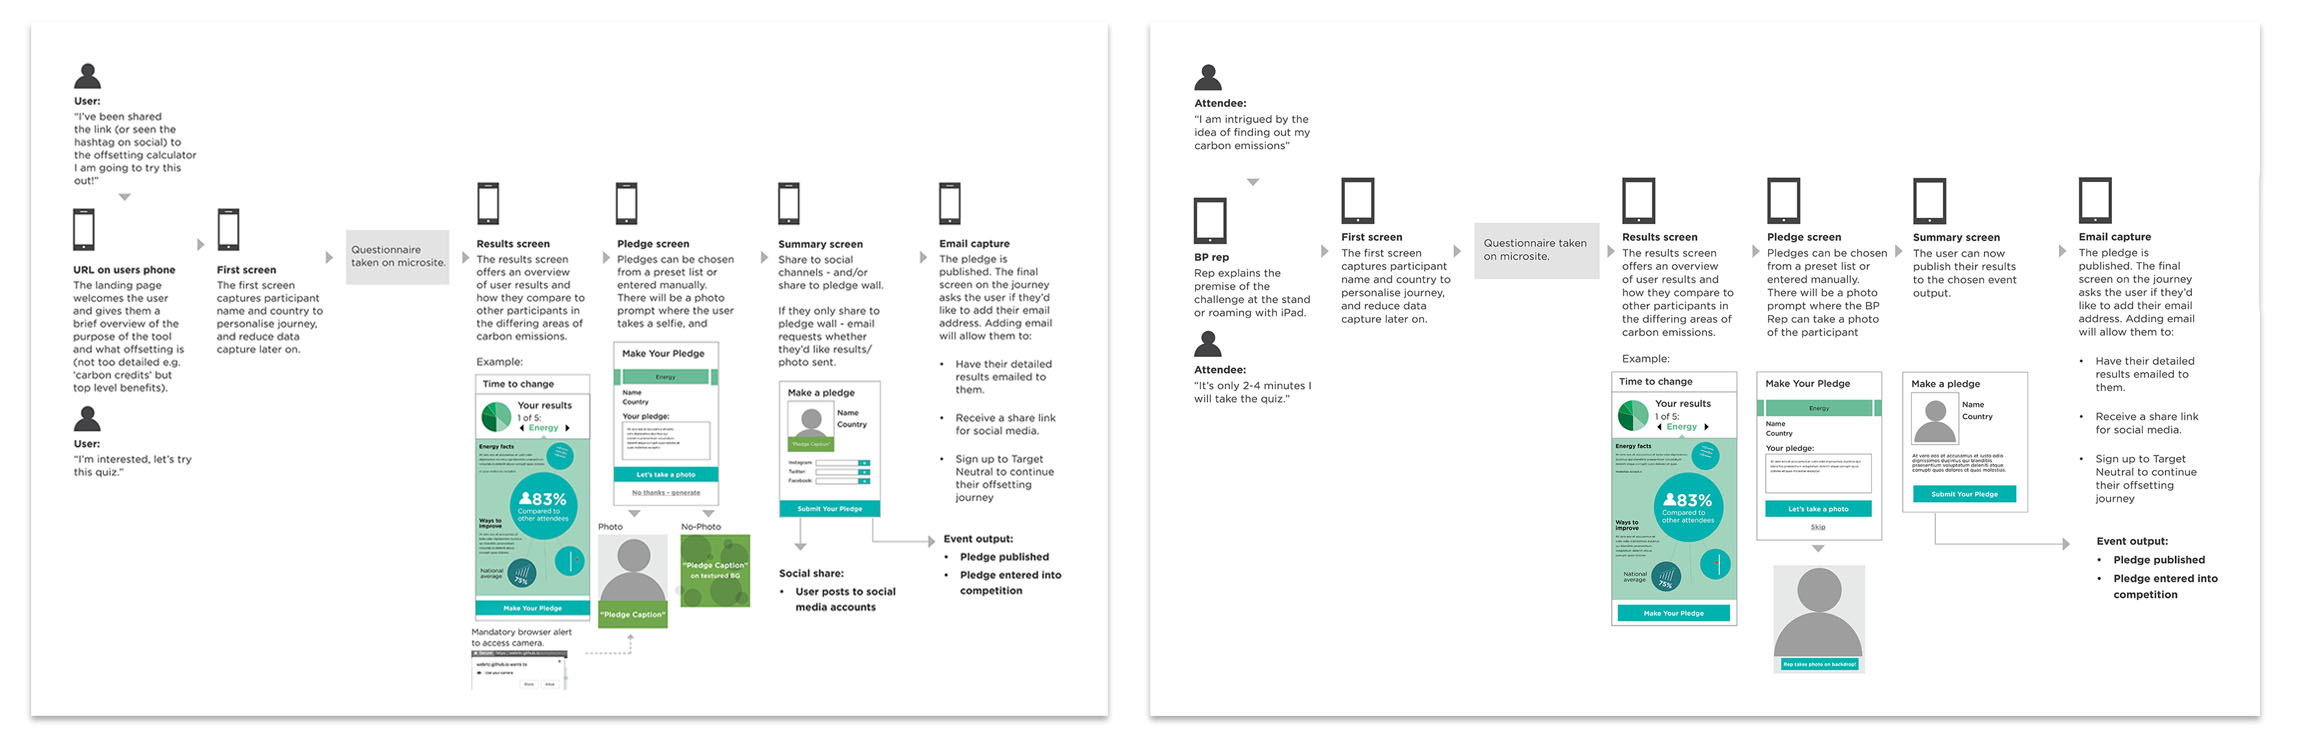 User:
“I’ve been shared
the link (or seen the
hashtag on social) to
the offsetting calculator
I am going to try this
out!”
URL on users phone
The landing page
welcomes the user
and gives them a
brief overview of the
purpose of the tool
and what offsetting is
(not too detailed e.g.
‘carbon credits’ but
top level benefits).
User:
“I’m interested, let’s try
this quiz.”
First screen
The first screen
captures participant
name and country to
personalise journey,
and reduce data
capture later on.
Questionnaire
taken on microsite.
Results screen
The results screen
offers an overview
of user results and
how they compare to
other participants in
the differing areas of
carbon emissions.
Example:
Time to change
Your results
1 of 5:
Energy
Energy facts
83%
Compared to
other attendees
Ways to
improve
National
average
75%
Make Your Pledge
Mandatory browser alert
to access camera.
Pledge screen
Pledges can be chosen
from a preset list or
entered manually.
There will be a photo
prompt where the user
takes a selfie, and
Make Your Pledge
Energy
Name
Country
Your pledge:
Let’s take a photo
No thanks - generate
Photo
“Pledge Caption”
No-Photo
“Pledge Caption”
on textured BG
Summary screen
Share to social
channels - and/or
share to pledge wall.
If they only share to
pledge wall - email
requests whether
they’d like results/
photo sent.
Make a pledge
Name
Country
“Pledge Caption”
Instagram:
Twitter:
Facebook:
Submit Your Pledge
Social share:
• User posts to social
media accounts
Email capture
The pledge is
published. The final
screen on the journey
asks the user if they’d
like to add their email
address. Adding email
will allow them to:
• Have their detailed
results emailed to
them.
• Receive a share link
for social media.
• Sign up to Target
Neutral to continue
their offsetting
journey
Event output:
• Pledge published
• Pledge entered into
competition
Attendee:
“I am intrigued by the
idea of finding out my
carbon emissions”
BP rep
Rep explains the
premise of the
challenge at the stand
or roaming with iPad.
Attendee:
“It’s only 2-4 minutes I
will take the quiz.”
First screen
The first screen
captures participant
name and country to
personalise journey,
and reduce data
capture later on.
Questionnaire taken
on microsite.
Results screen
The results screen
offers an overview
of user results and
how they compare to
other participants in
the differing areas of
carbon emissions.
Example:
Time to change
Your results
1 of 5:
Energy
Energy facts
83%
Compared to
other attendees
Ways to
improve
National
average
75%
Make Your Pledge
Pledge screen
Pledges can be chosen
from a preset list or
entered manually.
There will be a photo
prompt where the BP
Rep can take a photo
of the participant
Make Your Pledge
Energy
Name
Country
Your pledge:
Let’s take a photo
Skip
Rep takes photo on backdrop!
Summary screen
The user can now
publish their results
to the chosen event
output.
Make a pledge
Name
Country
At vero eos et accusamus et iusto odio
dignissimos ducimus qui blanditiis
praesentium voluptatum deleniti atque
corrupti quos dolores et quas molestias.
Submit Your Pledge
Email capture
The pledge is
published. The final
screen on the journey
asks the user if they’d
like to add their email
address. Adding email
will allow them to:
• Have their detailed
results emailed to
them.
• Receive a share link
for social media.
• Sign up to Target
Neutral to continue
their offsetting
journey
Event output:
• Pledge published
• Pledge entered into
competition